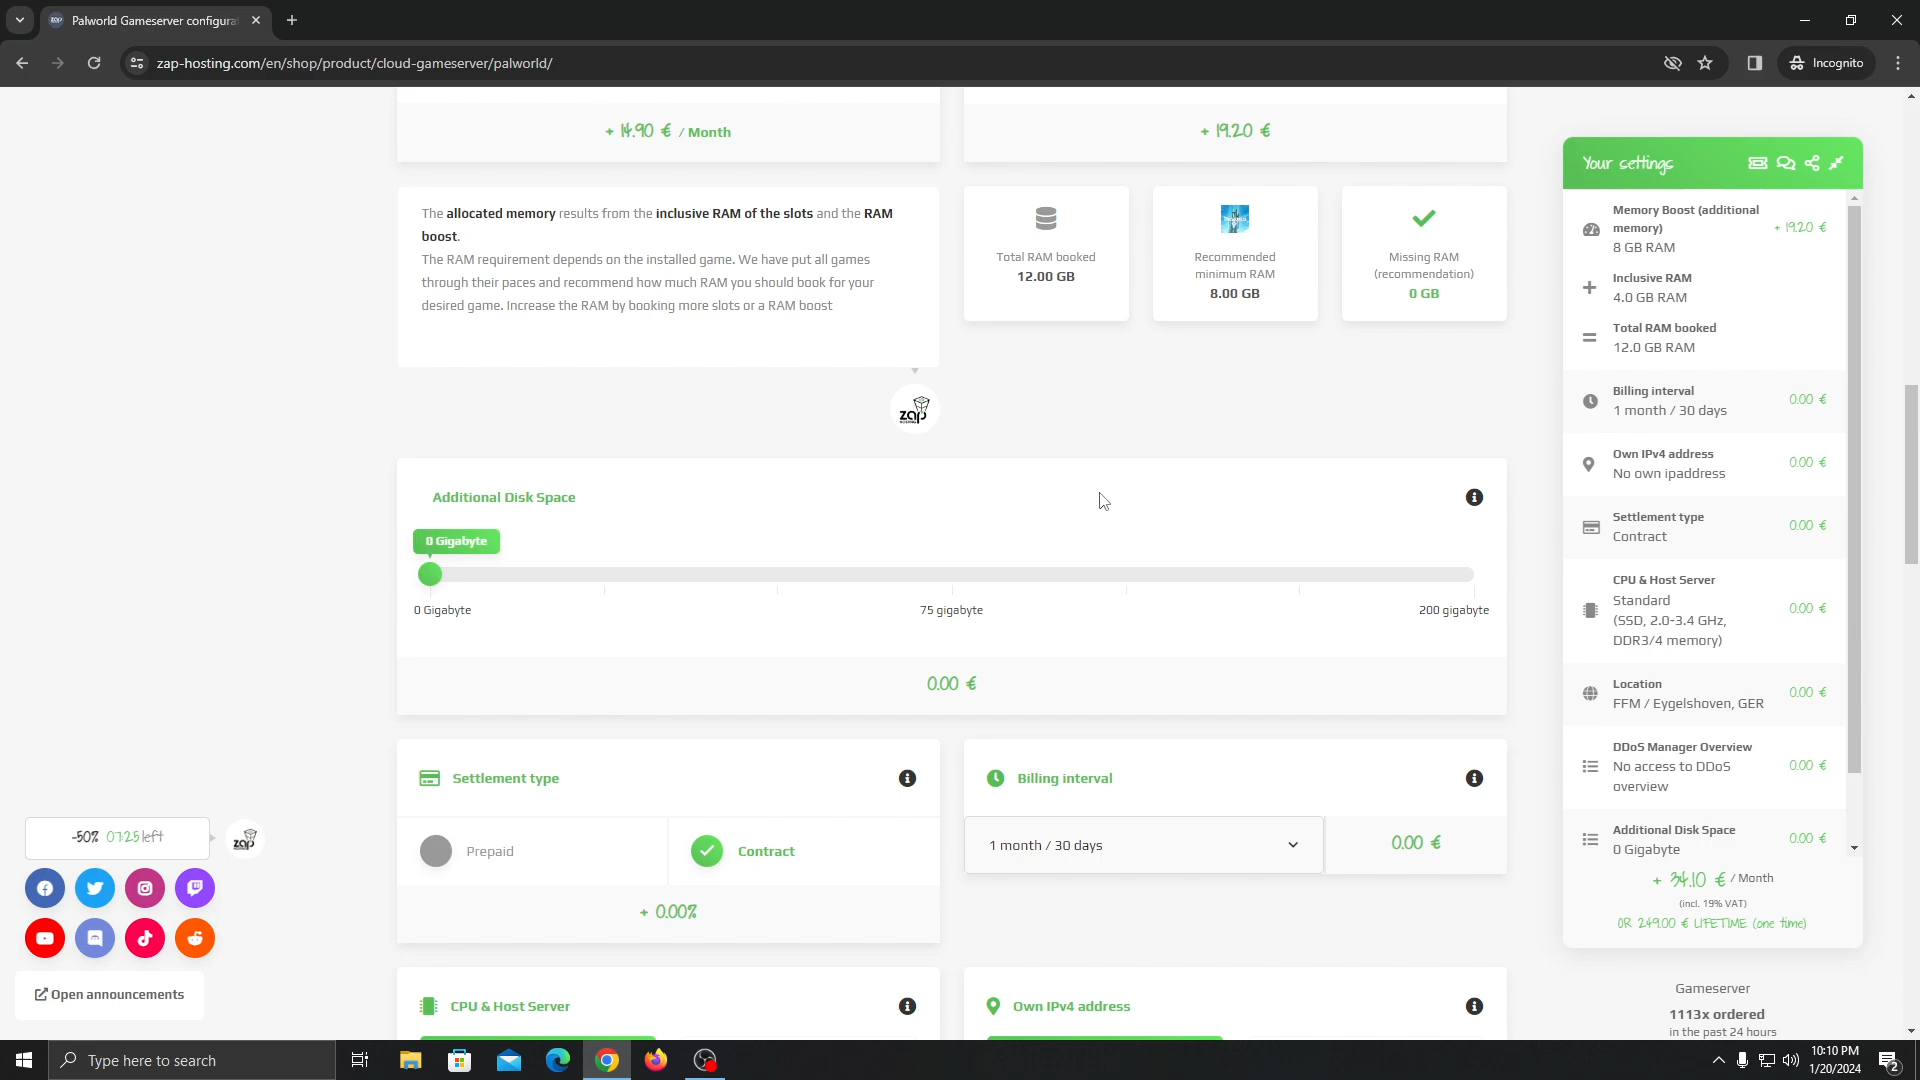 Palworld Gameserver configura
zap-hosting.com/en/shop/product/cloud-gameserver/palworld/
Incognito
+ 14.90 € / Month
+ 19.20 €
The allocated memory results from the inclusive RAM of the slots and the RAM
boost.
The RAM requirement depends on the installed game. We have put all games
through their paces and recommend how much RAM you should book for your
desired game. Increase the RAM by booking more slots or a RAM boost
Total RAM booked
12.00 GB
Recommended
minimum RAM
8.00 GB
Missing RAM
(recommendation)
0 GB
zap
HOSTING
Additional Disk Space
0 Gigabyte
0 Gigabyte
75 gigabyte
200 gigabyte
0.00 €
Settlement type
Prepaid
Contract
+ 0.00%
Billing interval
1 month / 30 days
0.00 €
CPU & Host Server
Own IPv4 address
Your settings
Memory Boost (additional
memory)
8 GB RAM
+ 19.20 €
Inclusive RAM
4.0 GB RAM
Total RAM booked
12.0 GB RAM
Billing interval
1 month / 30 days
0.00 €
Own IPv4 address
No own ipaddress
0.00 €
Settlement type
Contract
0.00 €
CPU & Host Server
Standard
(SSD, 2.0-3.4 GHz,
DDR3/4 memory)
0.00 €
Location
FFM / Eygelshoven, GER
0.00 €
DDoS Manager Overview
No access to DDoS
overview
0.00 €
Additional Disk Space
0 Gigabyte
0.00 €
+ 34.10 € / Month
(incl. 19% VAT)
OR 249.00 € LIFETIME (one time)
Gameserver
1113x ordered
in the past 24 hours
-50% 07:25 left
zap
Open announcements
Type here to search
10:10 PM
1/20/2024
2